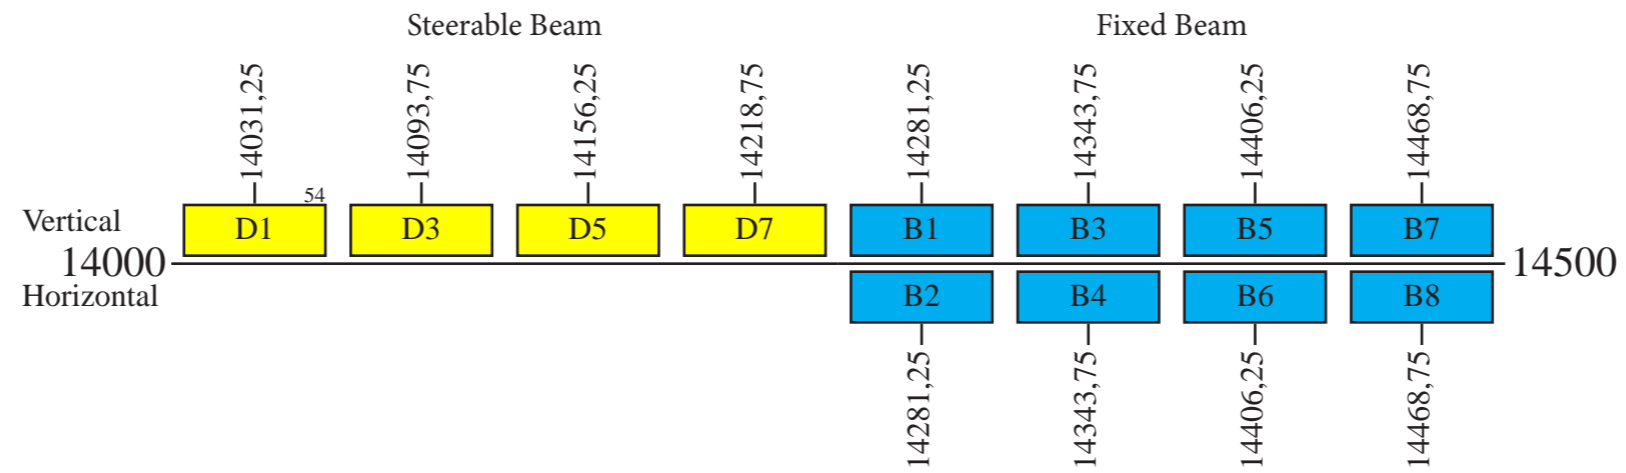 Steerable Beam Fixed Beam
14031,25 14093,75 14156,25 14218,75 14281,25 14343,75 14406,25 14468,75
54
Vertical D1 D3 D5 D7 B1 B3 B5 B7
14000 14500
Horizontal B2 B4 B6 B8
14281,25 14343,75 14406,25 14468,75